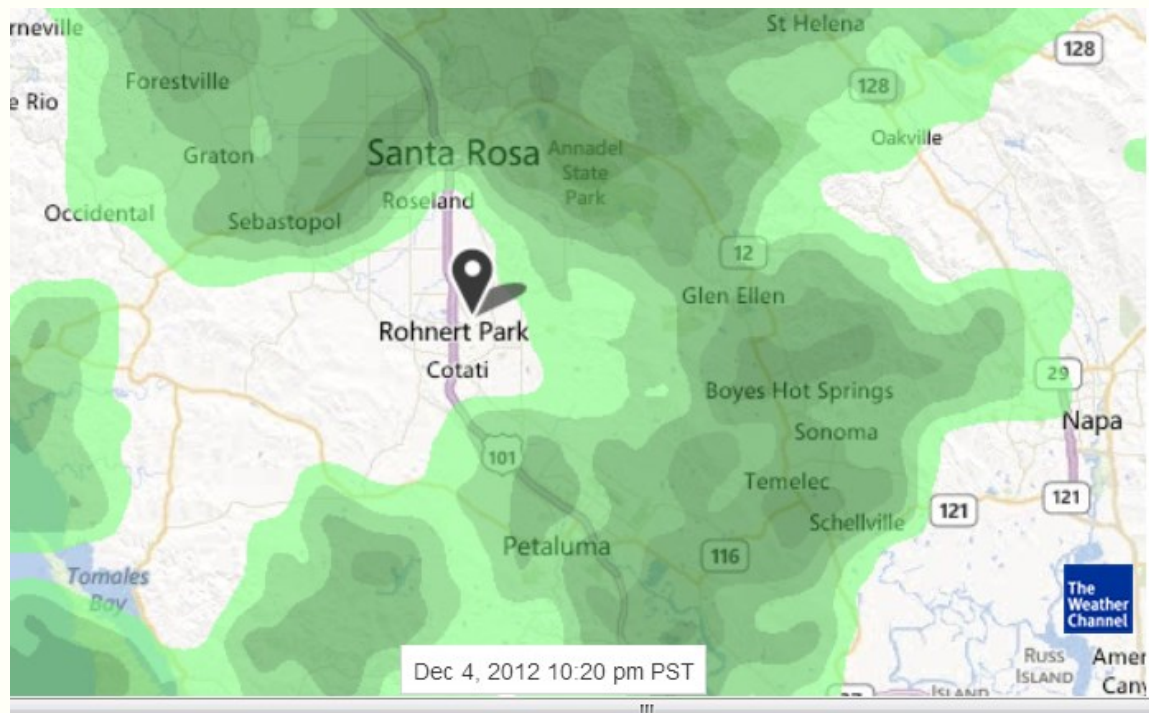 rneville
St Helena
128
Forestville
128
e Rio
Oakville
Santa Rosa
Annadel
State
Park
Graton
Roseland
Occidental
Sebastopol
12
Glen Ellen
Rohnert Park
Cotati
29
Boyes Hot Springs
Napa
Sonoma
101
Temelec
121
121
Schellville
Petaluma
116
Tomales
Bay
The
Weather
Channel
Russ
Island
Amer
Cany
Dec 4, 2012 10:20 pm PST
37
Island